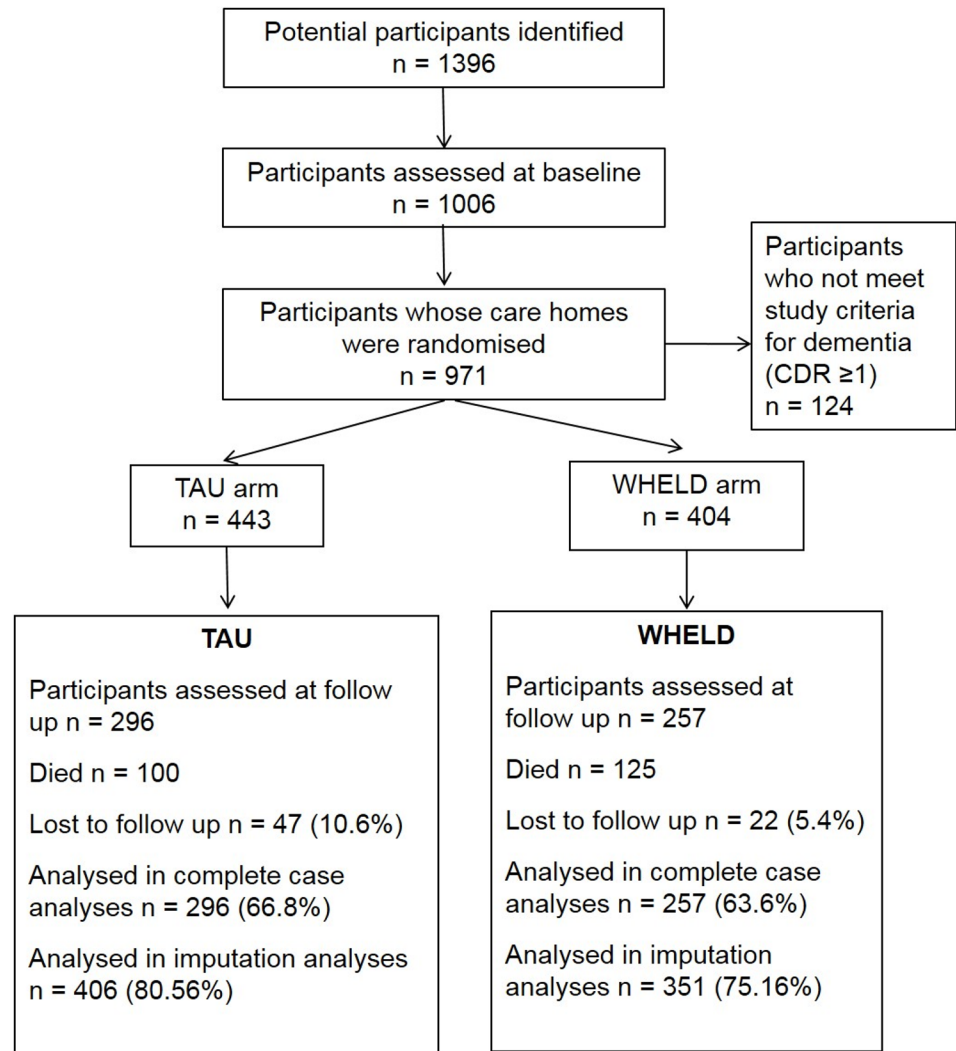 Potential participants identified
n = 1396
Participants assessed at baseline
n = 1006
Participants whose care homes
were randomised
n = 971
Participants
who not meet
study criteria
for dementia
(CDR ≥1)
n = 124
TAU arm
n = 443
WHELD arm
n = 404
TAU
Participants assessed at follow
up n = 296
Died n = 100
Lost to follow up n = 47 (10.6%)
Analysed in complete case
analyses n = 296 (66.8%)
Analysed in imputation analyses
n = 406 (80.56%)
WHELD
Participants assessed at
follow up n = 257
Died n = 125
Lost to follow up n = 22 (5.4%)
Analysed in complete case
analyses n = 257 (63.6%)
Analysed in imputation
analyses n = 351 (75.16%)